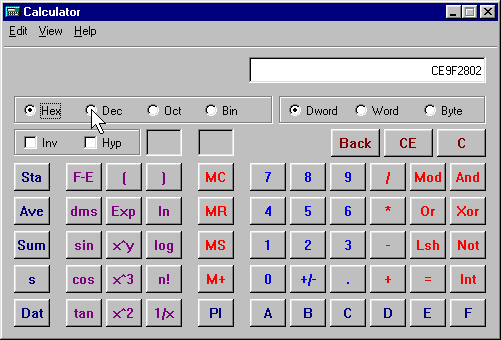 Calculator
Edit View Help
CE9F2802
Hex Dec Oct Bin Dword Word Byte
Inv Hyp Back CE C
Sta F-E ( ) MC 7 8 9 / Mod And
Ave dms Exp ln MR 4 5 6 * Or Xor
Sum sin x^y log MS 1 2 3 - Lsh Not
s cos x^3 n! M+ 0 +/- . + = Int
Dat tan x^2 1/x PI A B C D E F